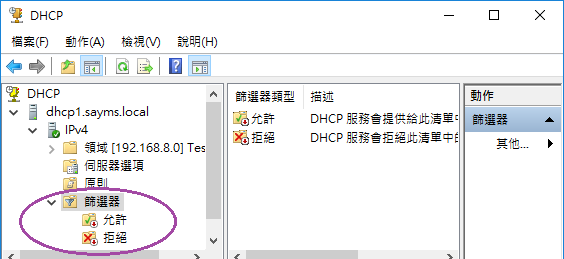 DHCP
檔案(F) 動作(A) 檢視(V) 說明(H)
DHCP
dhcp1.sayms.local
IPv4
領域 [192.168.8.0] Tes
伺服器選項
原則
篩選器
允許
拒絕
篩選器類型 描述
允許 DHCP 服務會提供給此清單中
拒絕 DHCP 服務會拒絕此清單中的
動作
篩選器
其他...